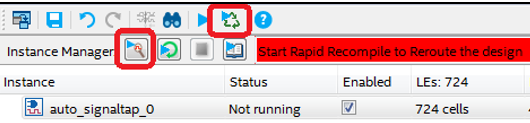 Instance Manager: Start Rapid Recompile to Reroute the design
Instance Status Enabled LEs: 724
auto_signaltap_0 Not running 724 cells